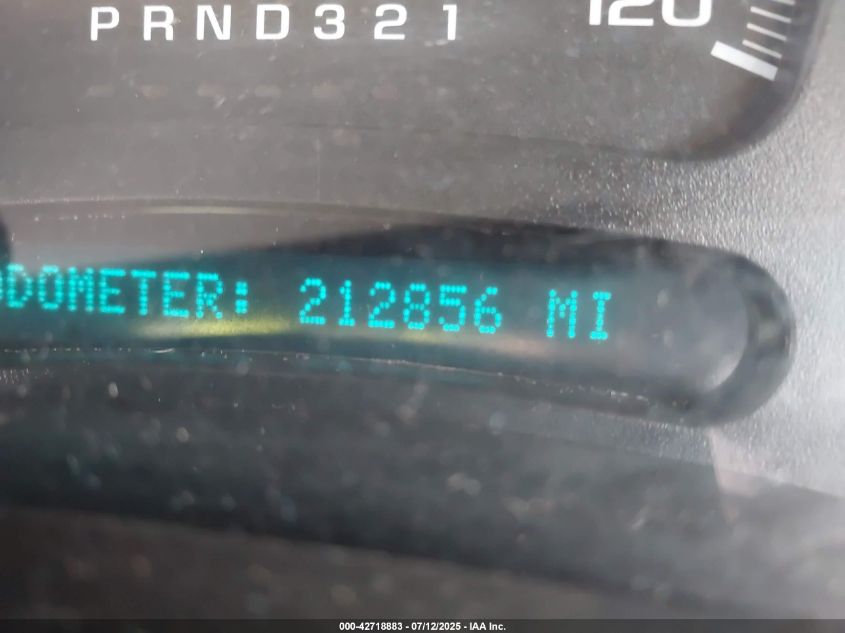 PRND321
120
ODOMETER: 212856 MI
000-42718883 - 07/12/2025 - IAA Inc.